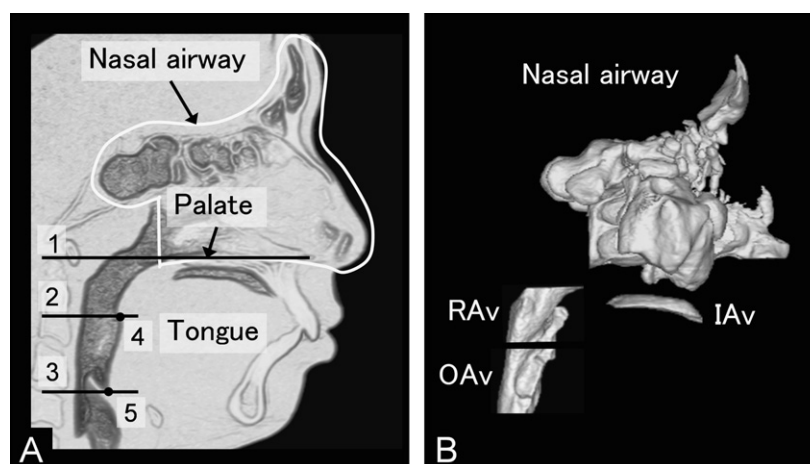 Nasal airway
Palate
1
2
4
Tongue
3
5
A
Nasal airway
RAv
IAv
OAv
B